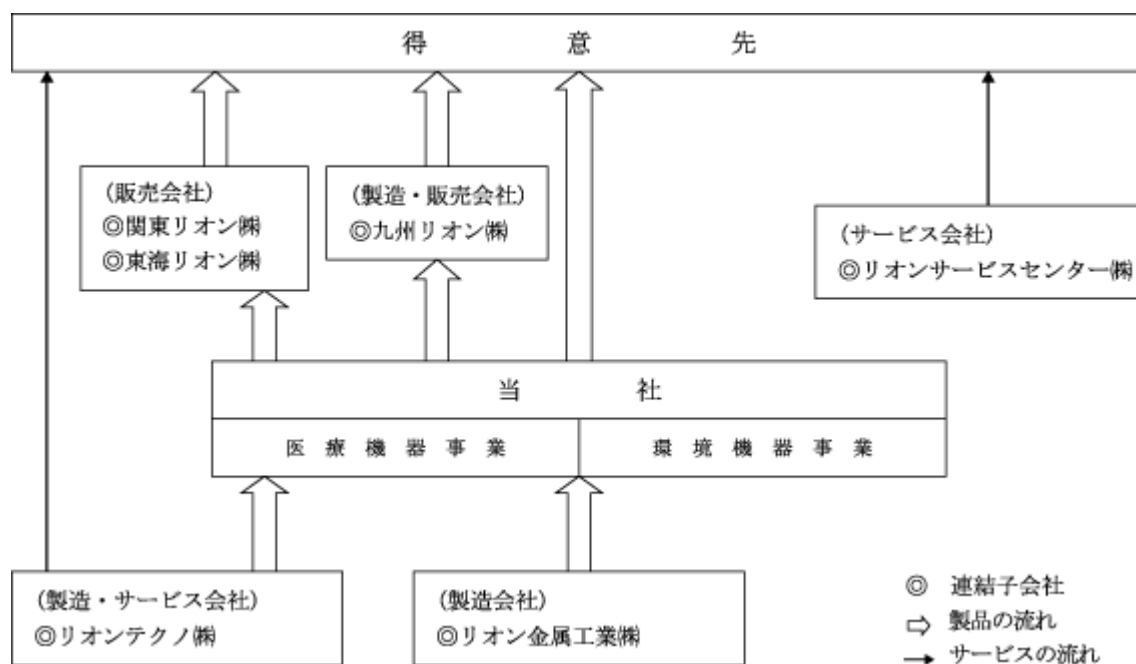 得意先
(販売会社)
◎関東リオン㈱
◎東海リオン㈱
(製造・販売会社)
◎九州リオン㈱
(サービス会社)
◎リオンサービスセンター㈱
当社
医療機器事業
環境機器事業
(製造・サービス会社)
◎リオンテクノ㈱
(製造会社)
◎リオン金属工業㈱
◎ 連結子会社
⇨ 製品の流れ
→ サービスの流れ